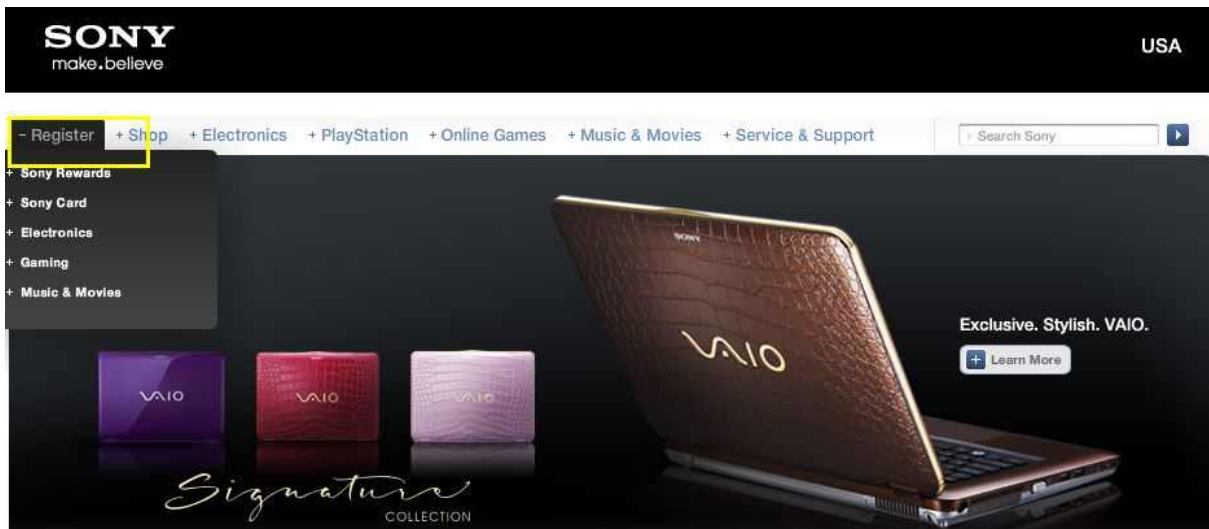 SONY
make.believe
USA
- Register + Shop + Electronics + PlayStation + Online Games + Music & Movies + Service & Support Search Sony
+ Sony Rewards
+ Sony Card
+ Electronics
+ Gaming
+ Music & Movies
SONY
VAIO
Exclusive. Stylish. VAIO.
+ Learn More
VAIO VAIO VAIO
Signature
COLLECTION